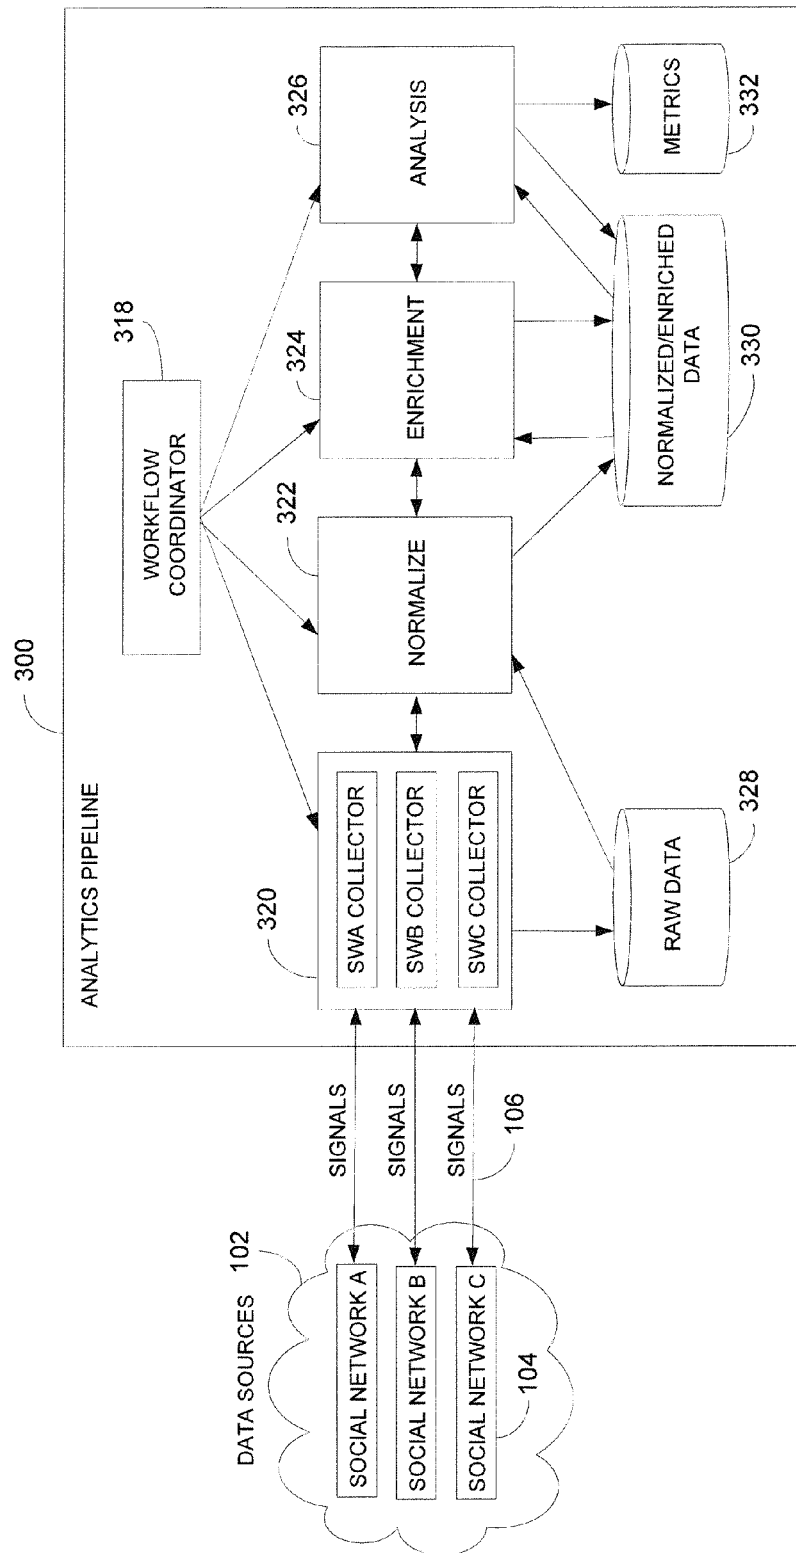 DATA SOURCES
102
SOCIAL NETWORK A
SOCIAL NETWORK B
SOCIAL NETWORK C
104
SIGNALS
SIGNALS
SIGNALS
106
300
ANALYTICS PIPELINE
WORKFLOW
COORDINATOR
318
320
SWA COLLECTOR
SWB COLLECTOR
SWC COLLECTOR
322
NORMALIZE
324
ENRICHMENT
326
ANALYSIS
RAW DATA
328
NORMALIZED/ENRICHED
DATA
330
METRICS
332